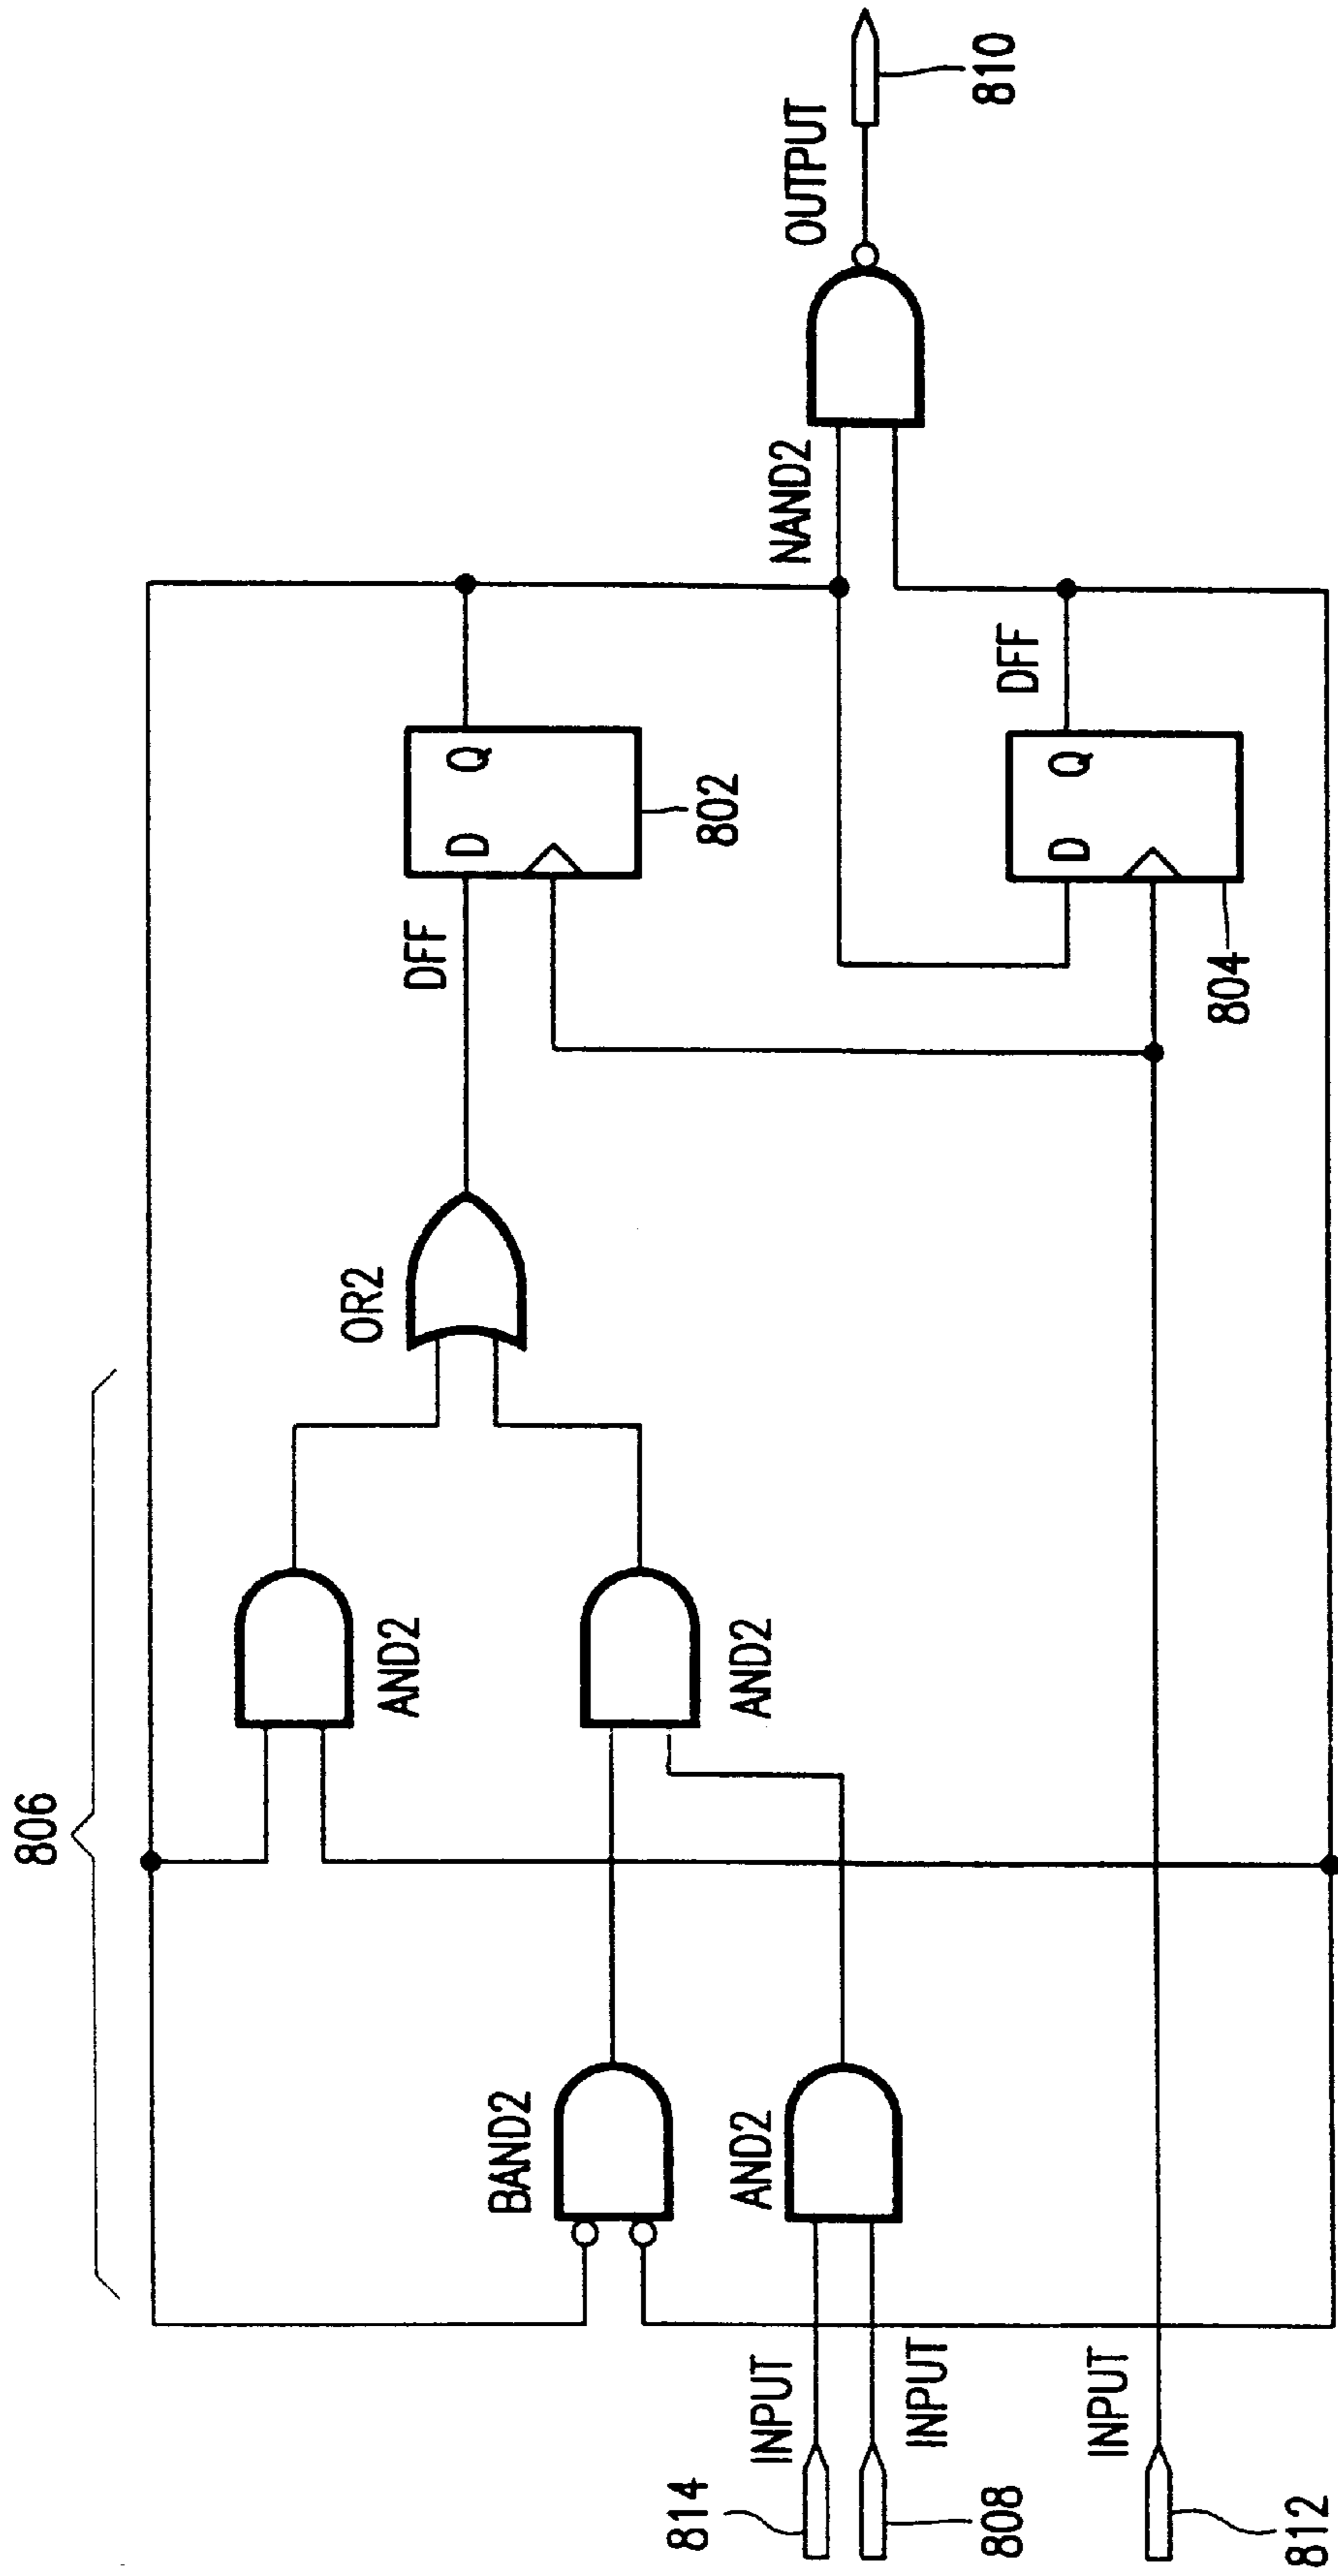 806
BAND2
AND2
AND2
AND2
OR2
DFF
D
Q
802
DFF
D
Q
804
NAND2
OUTPUT
810
INPUT
814
INPUT
808
INPUT
812